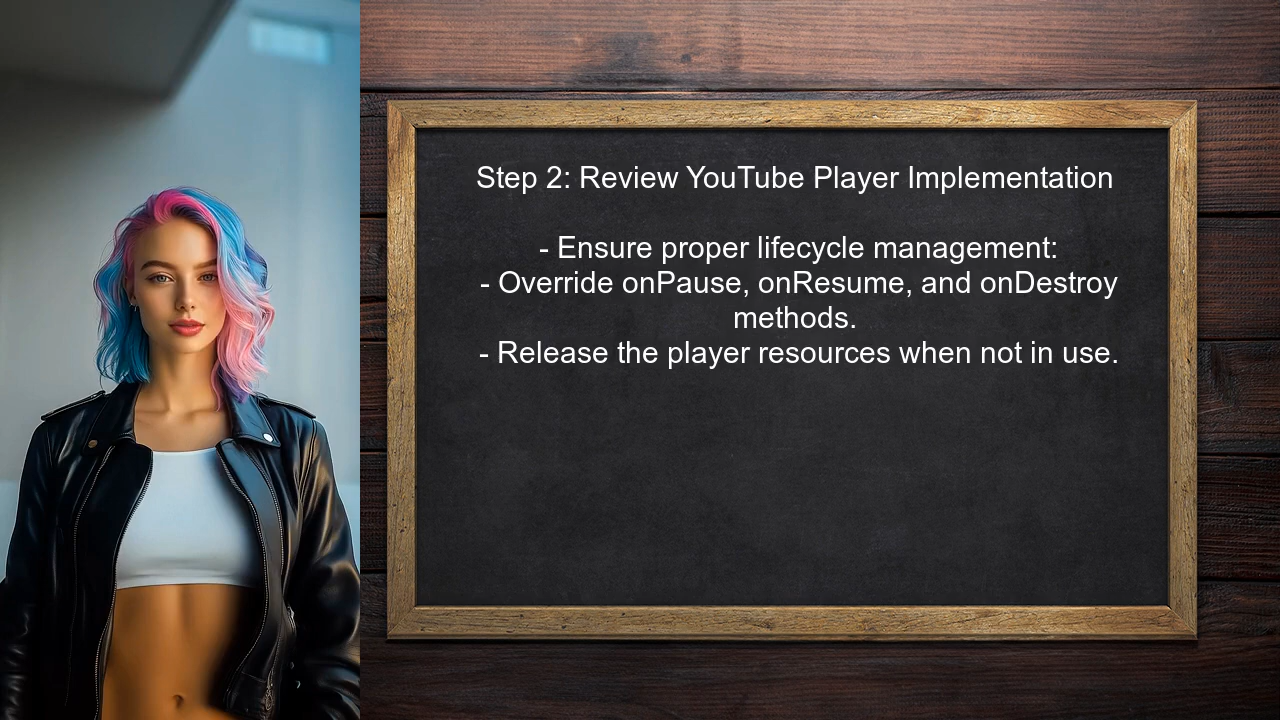 Step 2: Review YouTube Player Implementation
- Ensure proper lifecycle management:
- Override onPause, onResume, and onDestroy
methods.
- Release the player resources when not in use.